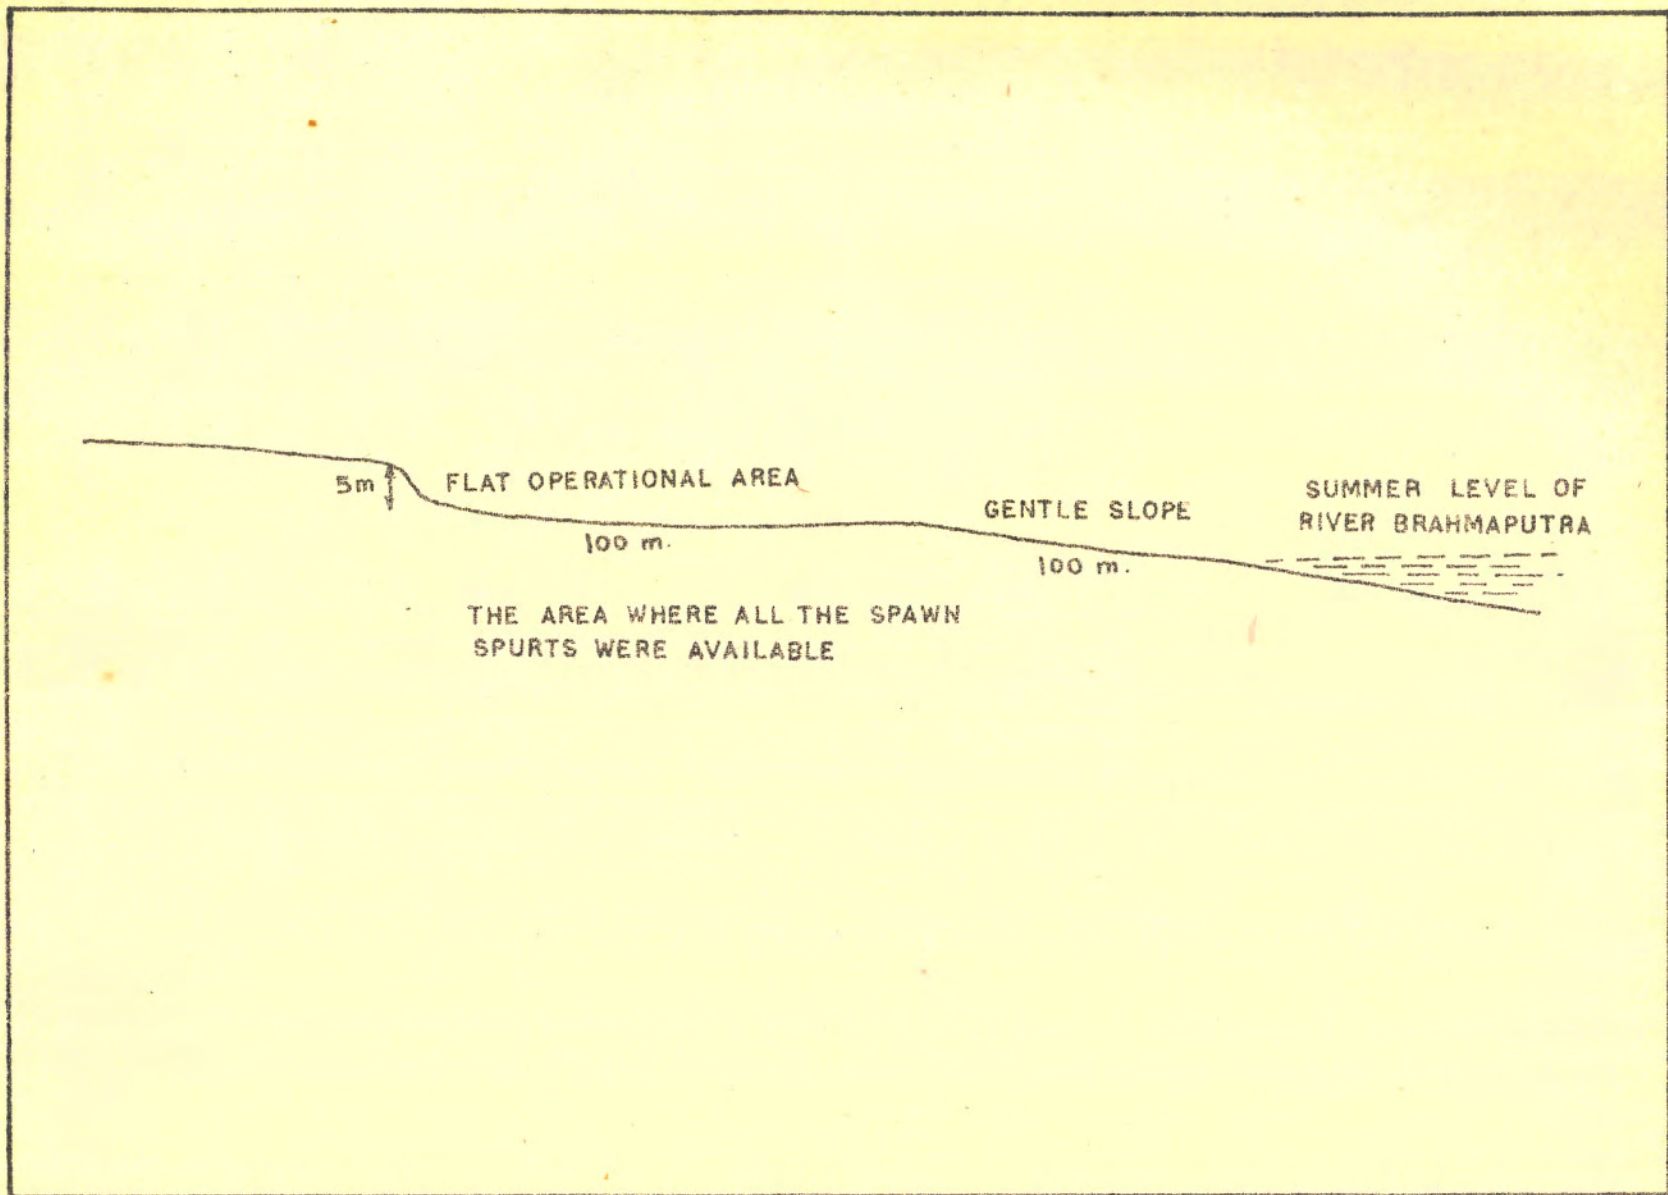 5m
FLAT OPERATIONAL AREA
100 m.
GENTLE SLOPE
100 m.
SUMMER LEVEL OF
RIVER BRAHMAPUTRA
THE AREA WHERE ALL THE SPAWN
SPURTS WERE AVAILABLE